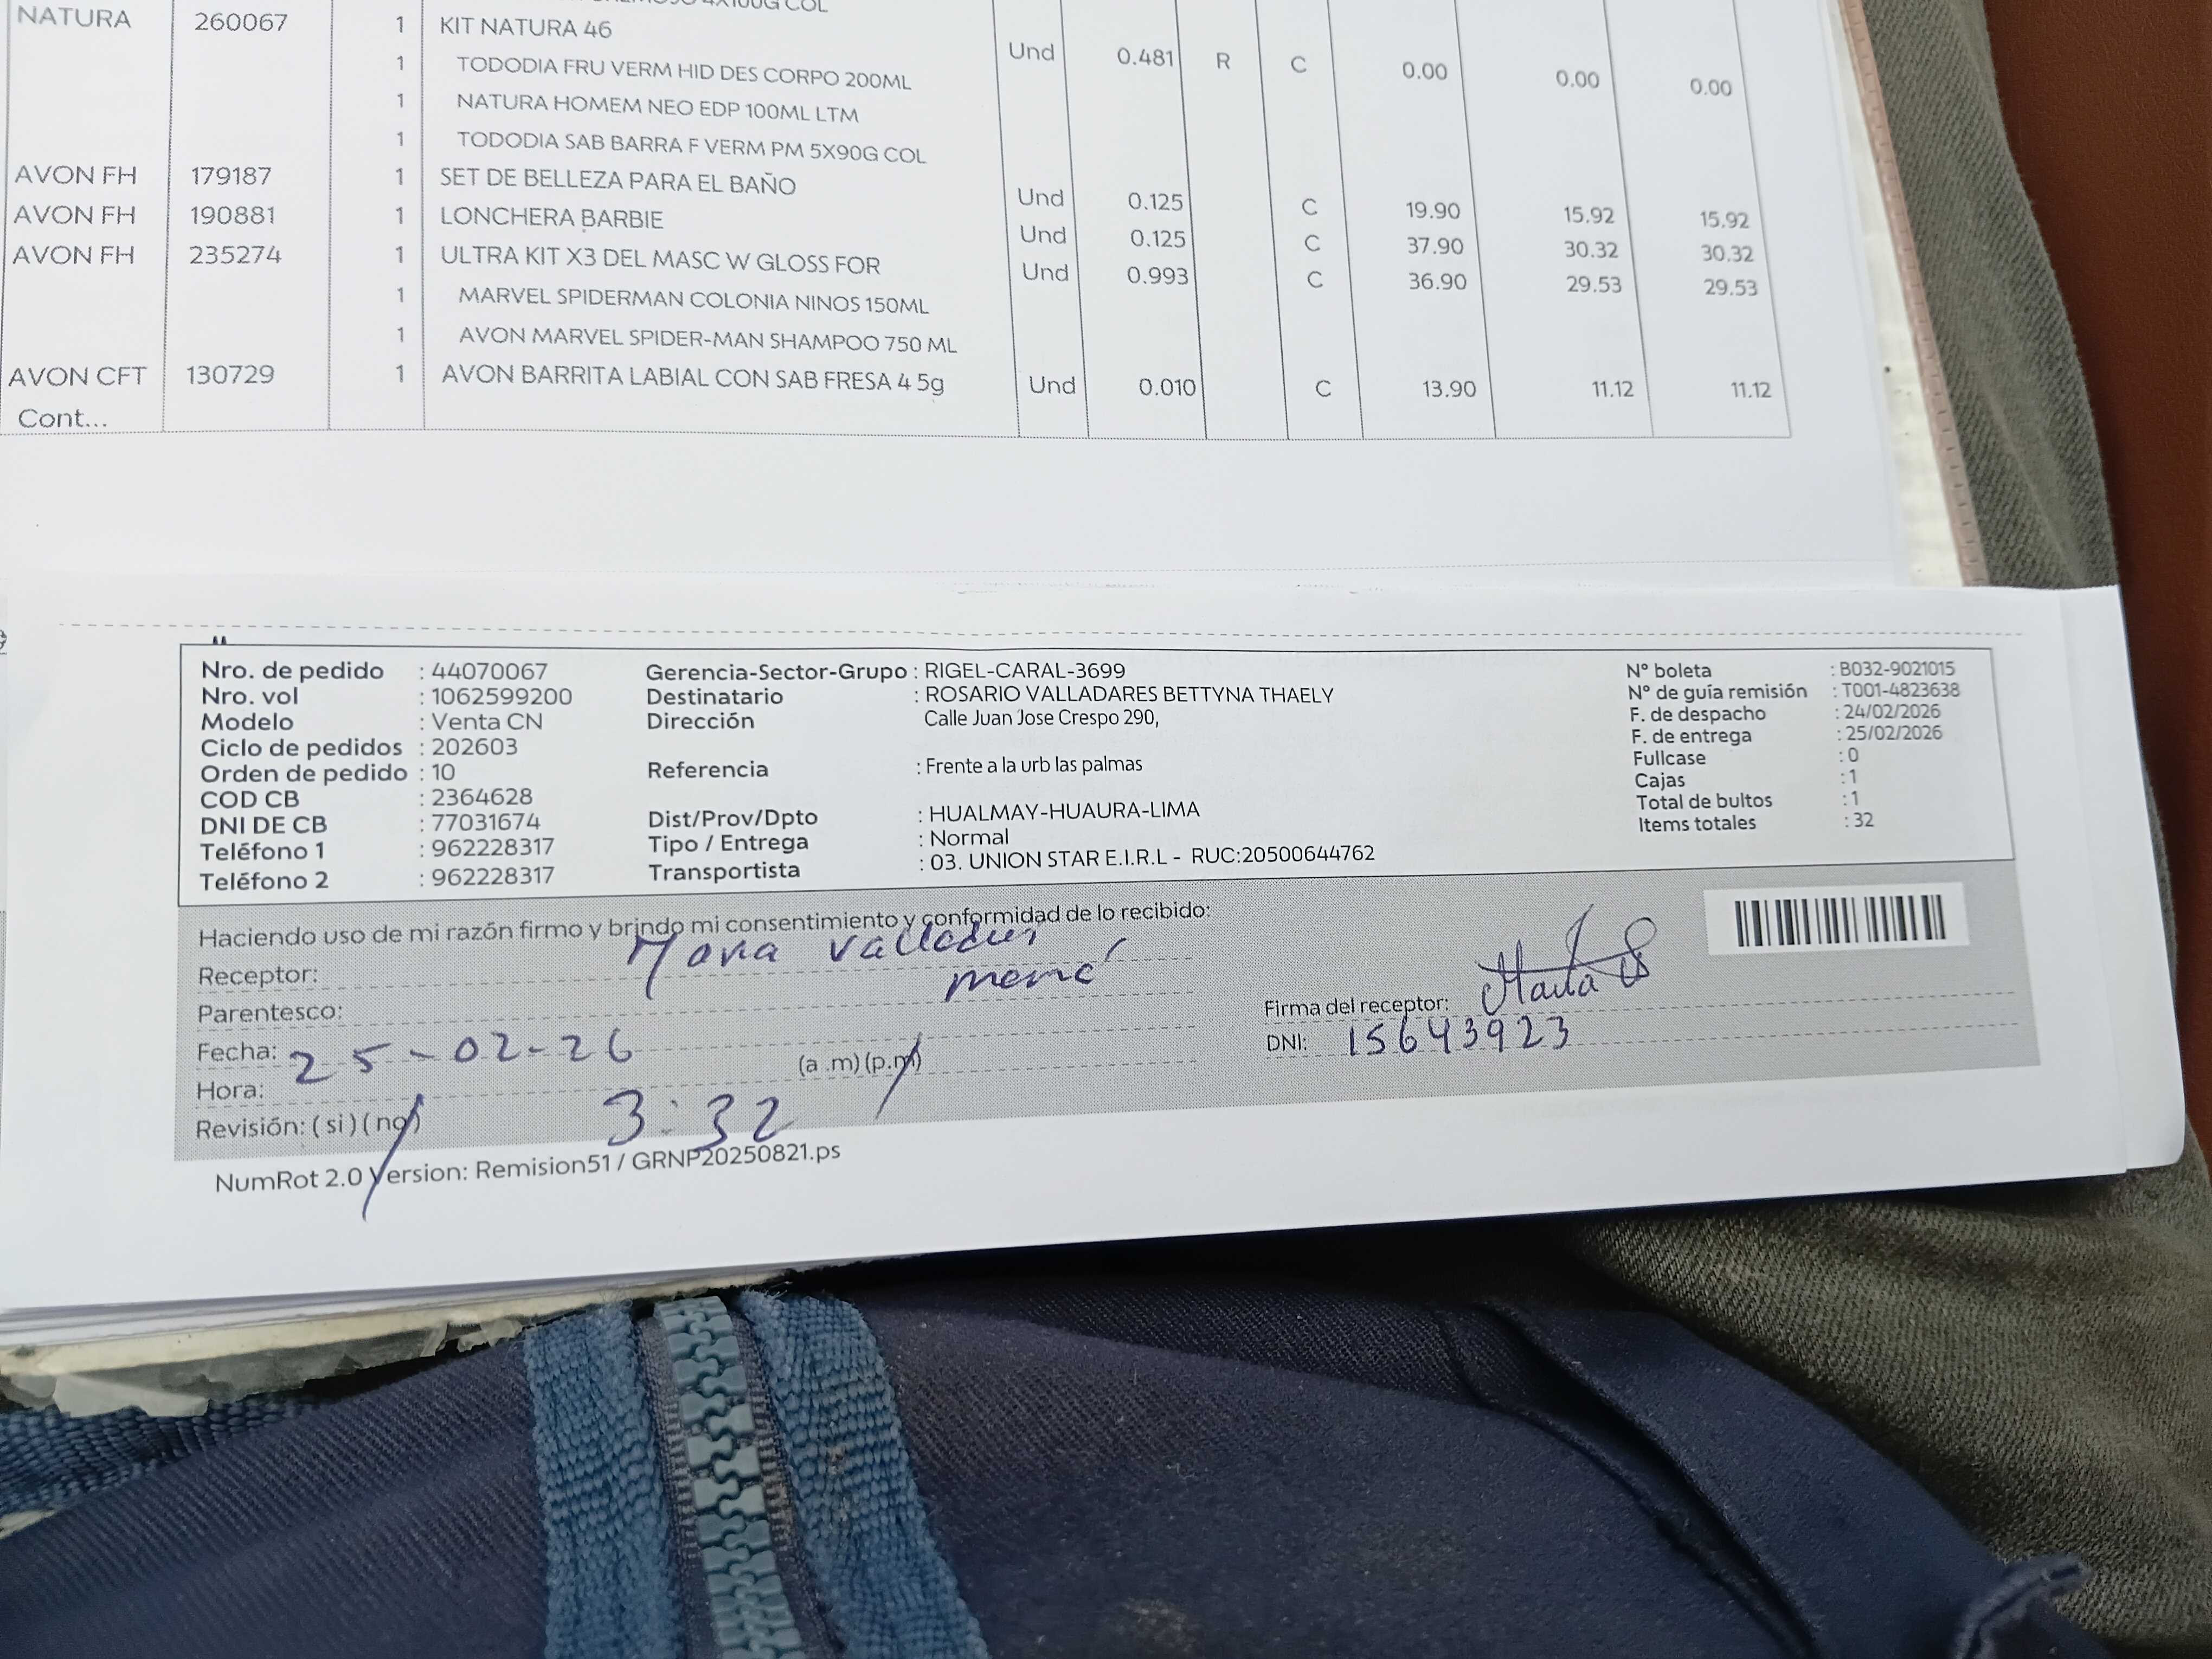 4X100G COL
NATURA 260067 1 KIT NATURA 46 Und 0.481 R C 0.00 0.00 0.00
1 TODODIA FRU VERM HID DES CORPO 200ML
1 NATURA HOMEM NEO EDP 100ML LTM
1 TODODIA SAB BARRA F VERM PM 5X90G COL
AVON FH 179187 1 SET DE BELLEZA PARA EL BAÑO Und 0.125 C 19.90 15.92 15.92
AVON FH 190881 1 LONCHERA BARBIE Und 0.125 C 37.90 30.32 30.32
AVON FH 235274 1 ULTRA KIT X3 DEL MASC W GLOSS FOR Und 0.993 C 36.90 29.53 29.53
1 MARVEL SPIDERMAN COLONIA NINOS 150ML
1 AVON MARVEL SPIDER-MAN SHAMPOO 750 ML
AVON CFT 130729 1 AVON BARRITA LABIAL CON SAB FRESA 4 5g Und 0.010 C 13.90 11.12 11.12
Cont...
Nro. de pedido : 44070067 Gerencia-Sector-Grupo : RIGEL-CARAL-3699 N° boleta : B032-9021015
Nro. vol : 1062599200 Destinatario : ROSARIO VALLADARES BETTYNA THAELY N° de guía remisión : T001-4823638
Modelo : Venta CN Dirección Calle Juan Jose Crespo 290, F. de despacho : 24/02/2026
Ciclo de pedidos : 202603 F. de entrega : 25/02/2026
Orden de pedido : 10 Referencia : Frente a la urb las palmas Fullcase : 0
COD CB : 2364628 Cajas : 1
DNI DE CB : 77031674 Dist/Prov/Dpto : HUALMAY-HUAURA-LIMA Total de bultos : 1
Teléfono 1 : 962228317 Tipo / Entrega : Normal Items totales : 32
Teléfono 2 : 962228317 Transportista : 03. UNION STAR E.I.R.L - RUC:20500644762
Haciendo uso de mi razón firmo y brindo mi consentimiento y conformidad de lo recibido:
Receptor:
Parentesco: Firma del receptor: Maria
Fecha: 25-02-26 DNI: 15643923
Hora: 3:32 (a .m) (p.m)
Revisión: ( si ) ( no)
NumRot 2.0 Version: Remision51 / GRNP20250821.ps